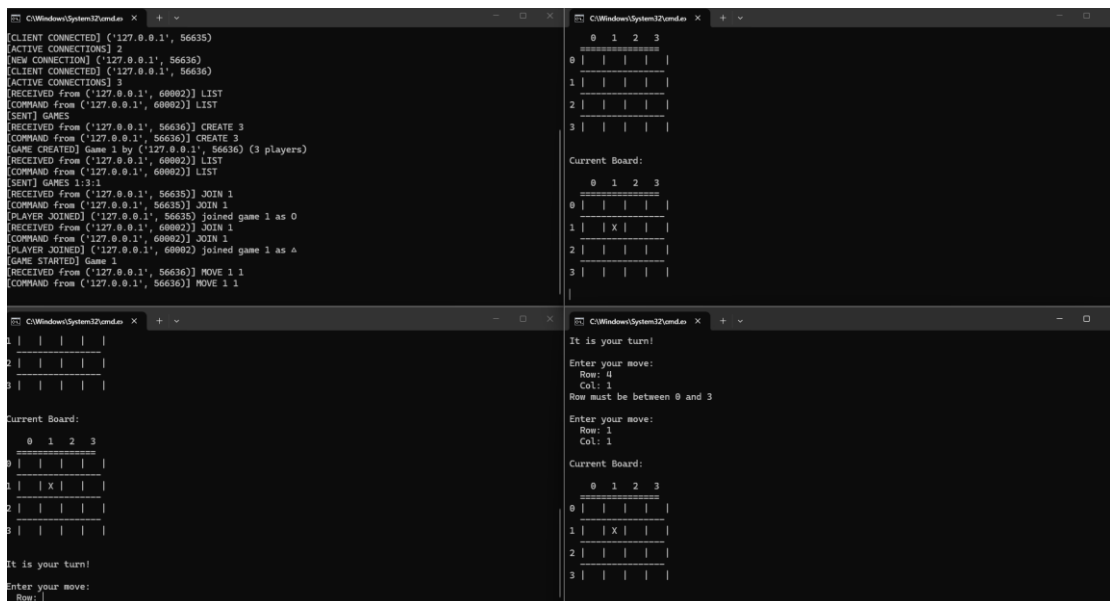 C:\Windows\System32\cmd.e
[CLIENT CONNECTED] ('127.0.0.1', 56635)
[ACTIVE CONNECTIONS] 2
[NEW CONNECTION] ('127.0.0.1', 56636)
[CLIENT CONNECTED] ('127.0.0.1', 56636)
[ACTIVE CONNECTIONS] 3
[RECEIVED from ('127.0.0.1', 60002)] LIST
[COMMAND from ('127.0.0.1', 60002)] LIST
[SENT] GAMES
[RECEIVED from ('127.0.0.1', 56636)] CREATE 3
[COMMAND from ('127.0.0.1', 56636)] CREATE 3
[GAME CREATED] Game 1 by ('127.0.0.1', 56636) (3 players)
[RECEIVED from ('127.0.0.1', 60002)] LIST
[COMMAND from ('127.0.0.1', 60002)] LIST
[SENT] GAMES 1:3:1
[RECEIVED from ('127.0.0.1', 56635)] JOIN 1
[COMMAND from ('127.0.0.1', 56635)] JOIN 1
[PLAYER JOINED] ('127.0.0.1', 56635) joined game 1 as O
[RECEIVED from ('127.0.0.1', 60002)] JOIN 1
[COMMAND from ('127.0.0.1', 60002)] JOIN 1
[PLAYER JOINED] ('127.0.0.1', 60002) joined game 1 as △
[GAME STARTED] Game 1
[RECEIVED from ('127.0.0.1', 56636)] MOVE 1 1
[COMMAND from ('127.0.0.1', 56636)] MOVE 1 1
C:\Windows\System32\cmd.e
0 1 2 3
===============
0 | | | | |
----------------
1 | | | | |
----------------
2 | | | | |
----------------
3 | | | | |
Current Board:
0 1 2 3
===============
0 | | | | |
----------------
1 | | X | | |
----------------
2 | | | | |
----------------
3 | | | | |
C:\Windows\System32\cmd.e
1 | | | | |
----------------
2 | | | | |
----------------
3 | | | | |
Current Board:
0 1 2 3
===============
0 | | | | |
----------------
1 | | X | | |
----------------
2 | | | | |
----------------
3 | | | | |
It is your turn!
Enter your move:
Row:
C:\Windows\System32\cmd.e
It is your turn!
Enter your move:
Row: 4
Col: 1
Row must be between 0 and 3
Enter your move:
Row: 1
Col: 1
Current Board:
0 1 2 3
===============
0 | | | | |
----------------
1 | | X | | |
----------------
2 | | | | |
----------------
3 | | | | |